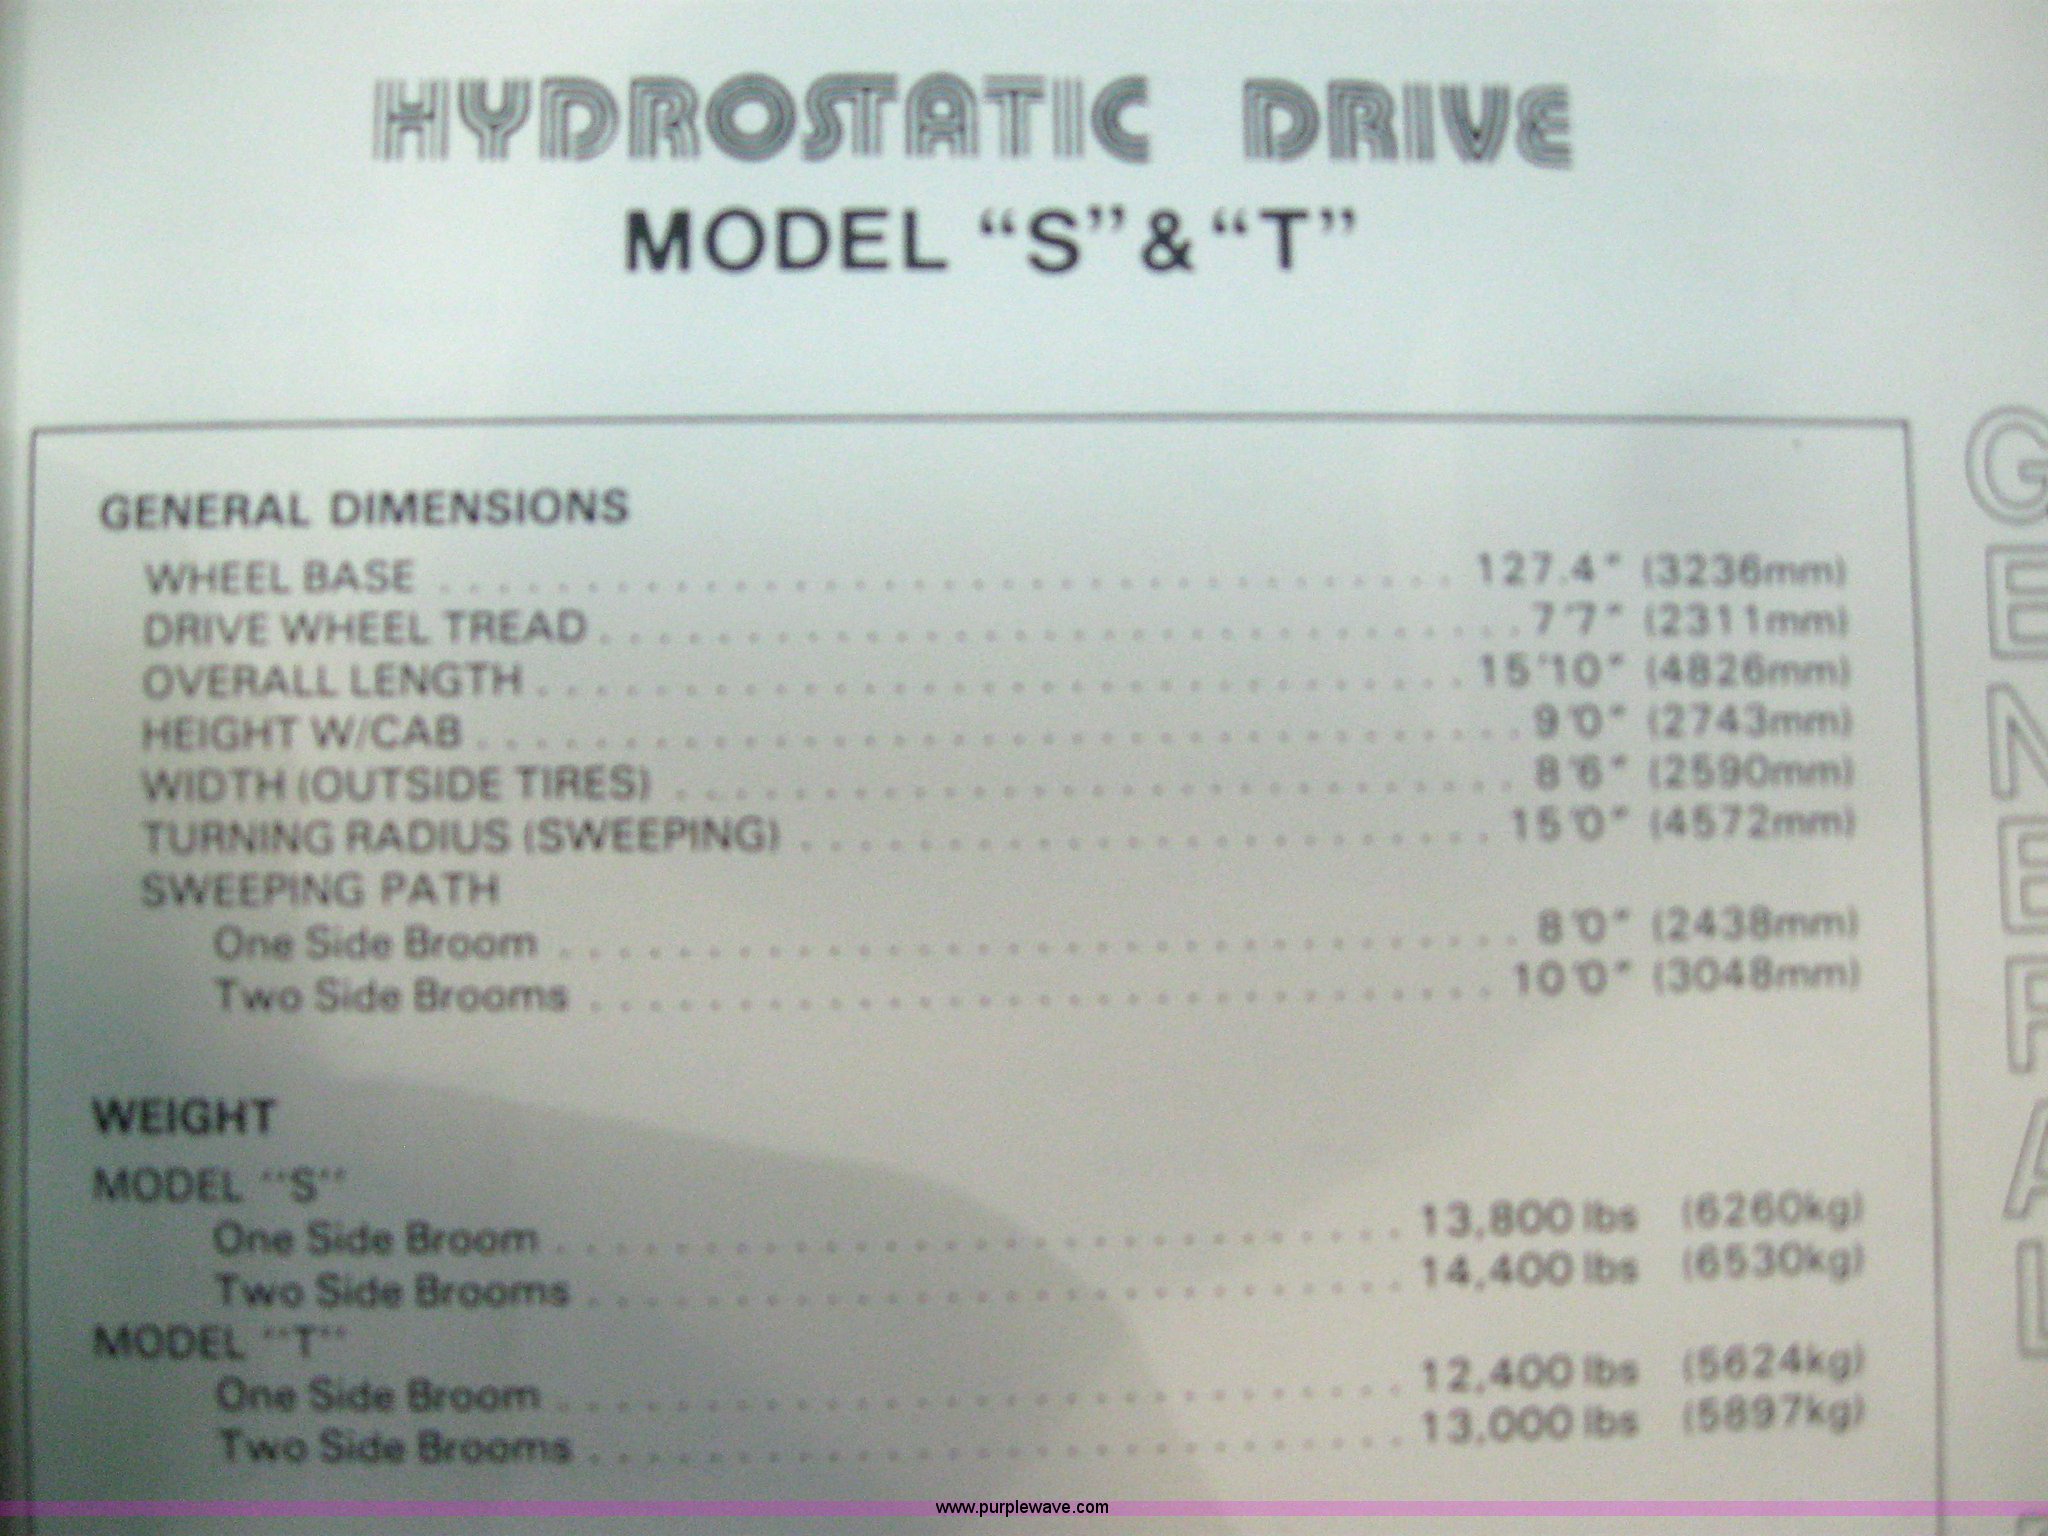 HYDROSTATIC DRIVE
MODEL “S” & “T”
GENERAL DIMENSIONS
WHEEL BASE . . . . . . . . . . . . . . . . . . . . 127.4" (3236mm)
DRIVE WHEEL TREAD . . . . . . . . . . . . . . . . . . . . 7'7" (2311mm)
OVERALL LENGTH . . . . . . . . . . . . . . . . . . . . 15'10" (4826mm)
HEIGHT W/CAB . . . . . . . . . . . . . . . . . . . . 9'0" (2743mm)
WIDTH (OUTSIDE TIRES) . . . . . . . . . . . . . . . . . . . . 8'6" (2590mm)
TURNING RADIUS (SWEEPING) . . . . . . . . . . . . . . . . . . . . 15'0" (4572mm)
SWEEPING PATH
One Side Broom . . . . . . . . . . . . . . . . . . . . 8'0" (2438mm)
Two Side Brooms . . . . . . . . . . . . . . . . . . . . 10'0" (3048mm)
WEIGHT
MODEL "S"
One Side Broom . . . . . . . . . . . . . . . . . . . . 13,800 lbs (6260kg)
Two Side Brooms . . . . . . . . . . . . . . . . . . . . 14,400 lbs (6530kg)
MODEL "T"
One Side Broom . . . . . . . . . . . . . . . . . . . . 12,400 lbs (5624kg)
Two Side Brooms . . . . . . . . . . . . . . . . . . . . 13,000 lbs (5897kg)
GENERAL
www.purplewave.com